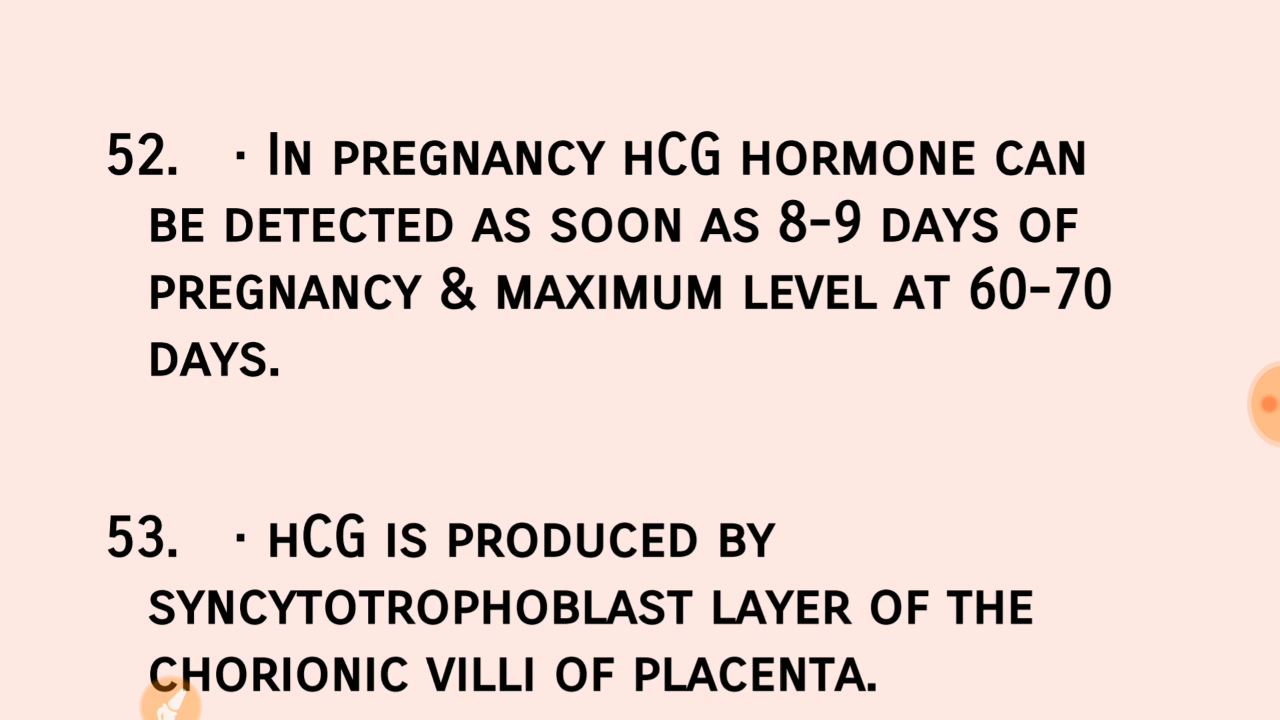 52. · In pregnancy hCG hormone can
be detected as soon as 8-9 days of
pregnancy & maximum level at 60-70
days.
53. · hCG is produced by
syncytotrophoblast layer of the
chorionic villi of placenta.